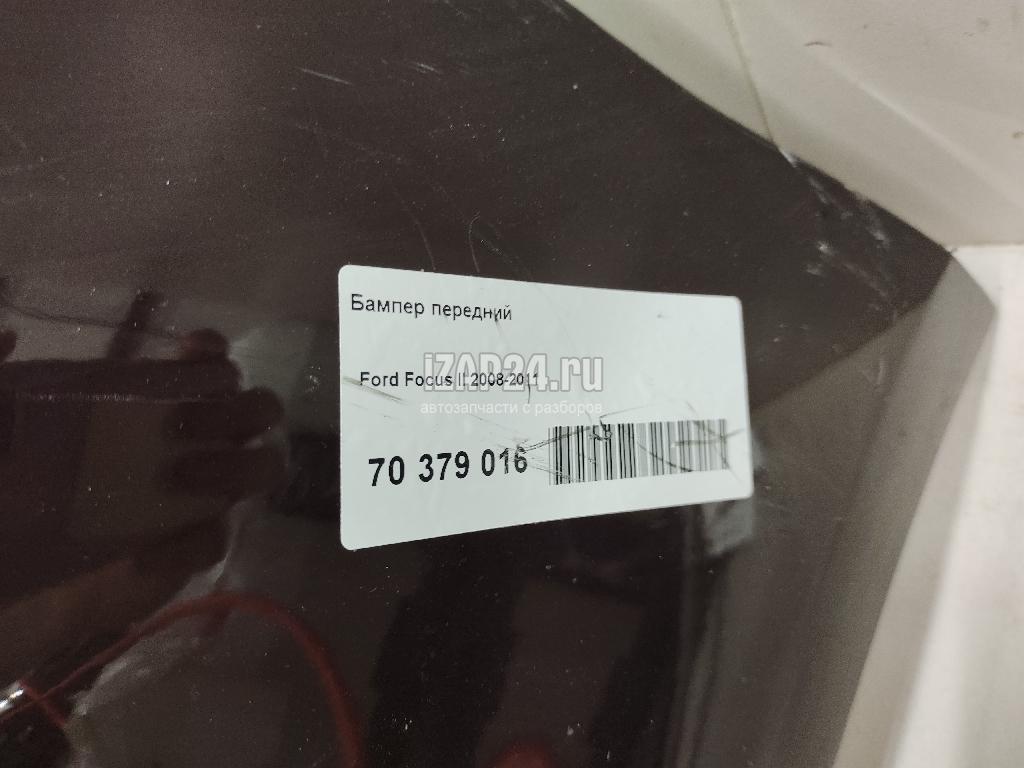 Бампер передний
iZAP24.ru
Ford Focus II 2008-2011
автозапчасти с разборов
70 379 016